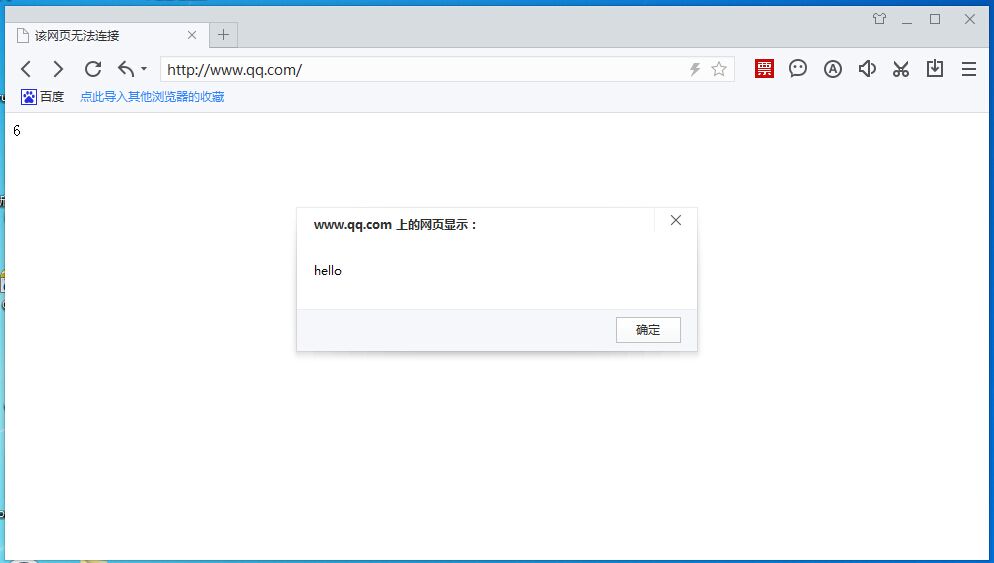 该网页无法连接
http://www.qq.com/
票
A
百度
点此导入其他浏览器的收藏
6
www.qq.com 上的网页显示：
hello
确定